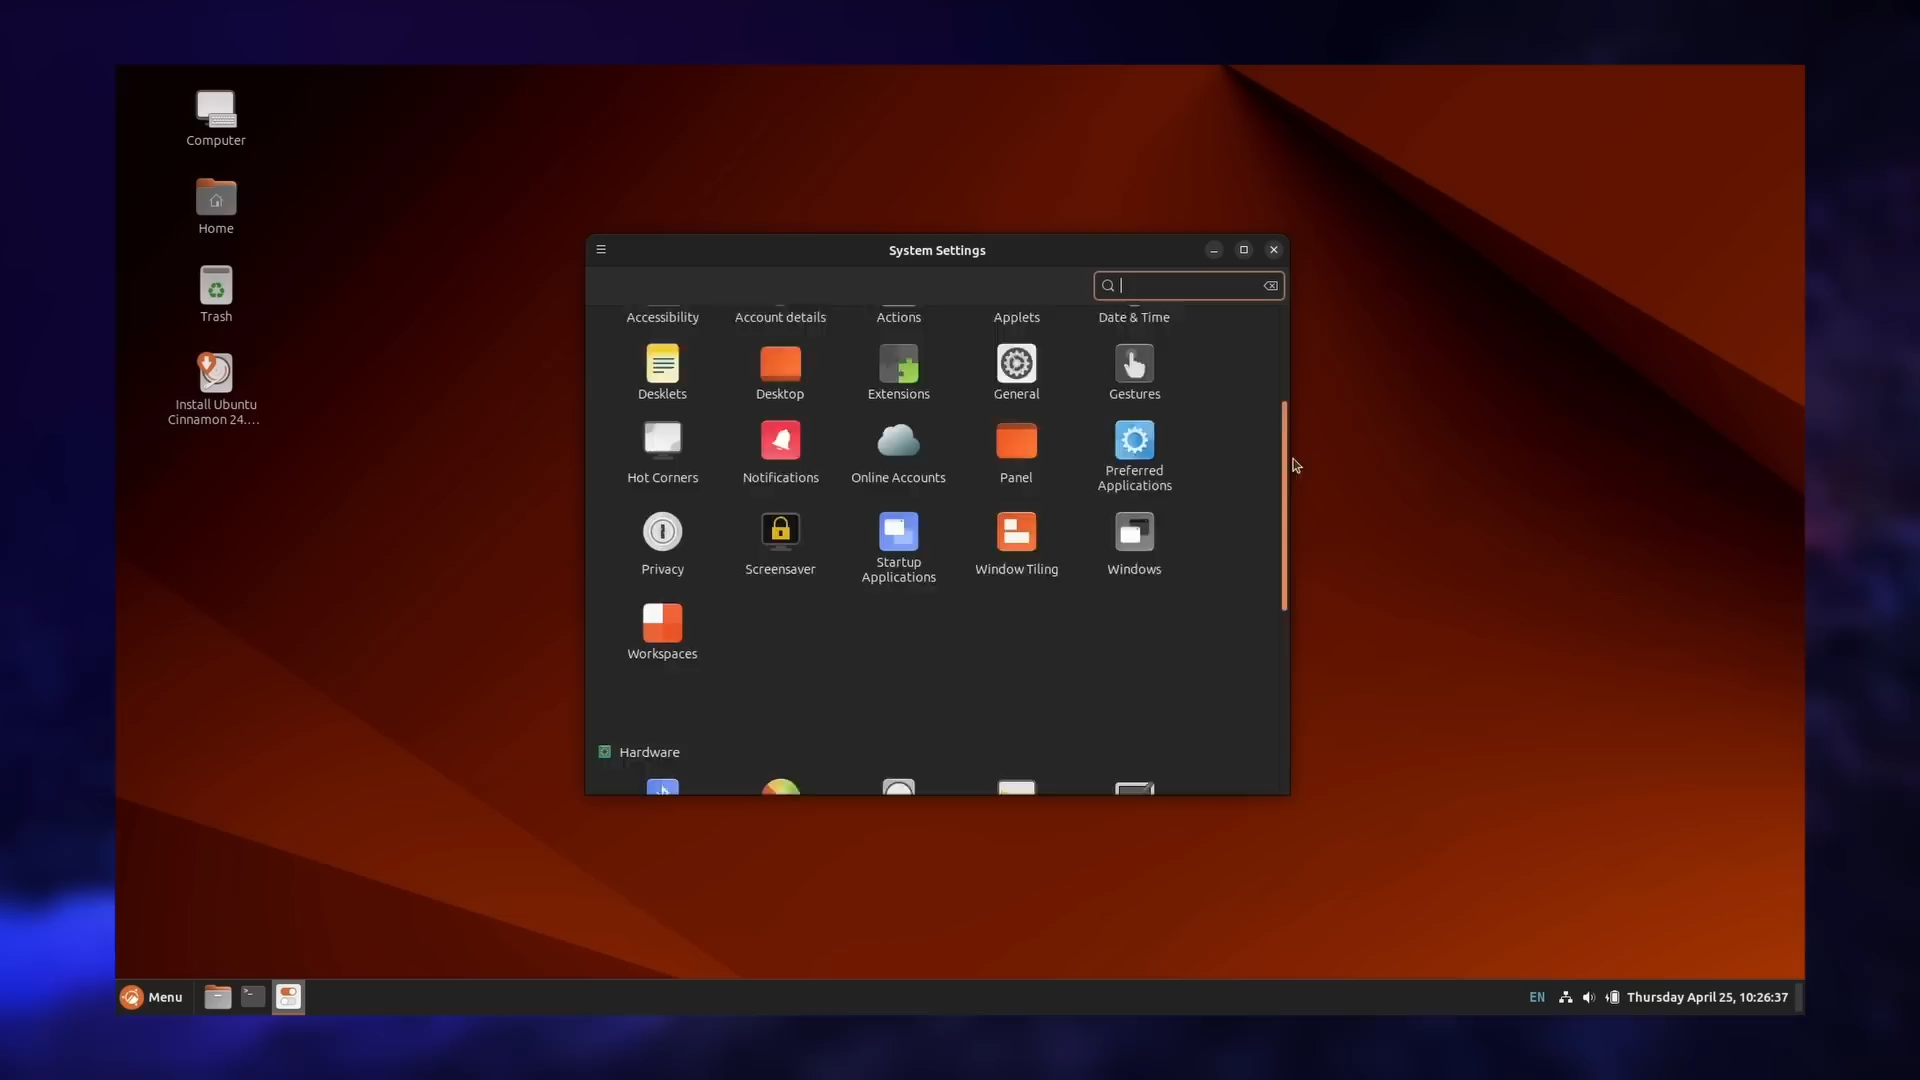 Computer
Home
Trash
Install Ubuntu
Cinnamon 24.…
System Settings
Accessibility
Account details
Actions
Applets
Date & Time
Desklets
Desktop
Extensions
General
Gestures
Hot Corners
Notifications
Online Accounts
Panel
Preferred
Applications
Privacy
Screensaver
Startup
Applications
Window Tiling
Windows
Workspaces
Hardware
Menu
EN
Thursday April 25, 10:26:37